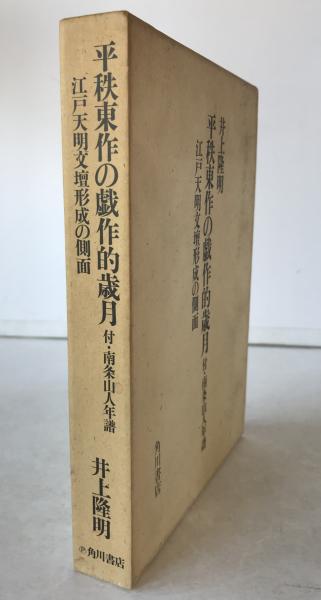 平秩東作の戯作的歳月
江戸天明文壇形成の側面
付・南条山人年譜
井上隆明
角川書店
井上隆明
平秩東作の戯作的歳月
付・南条山人年譜
江戸天明文壇形成の側面
角川書店